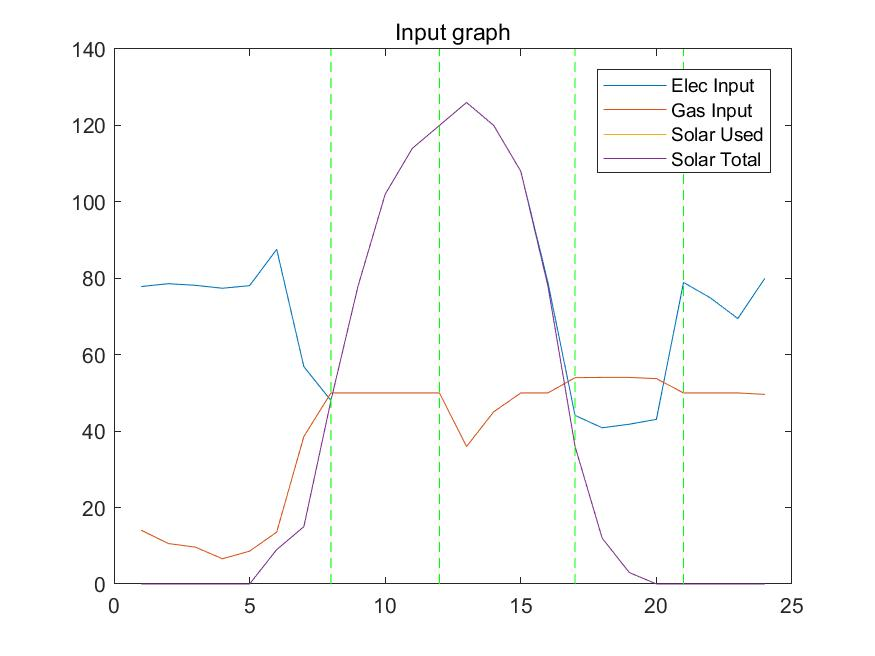 Input graph
140
120
100
80
60
40
20
0
0 5 10 15 20 25
Elec Input
Gas Input
Solar Used
Solar Total